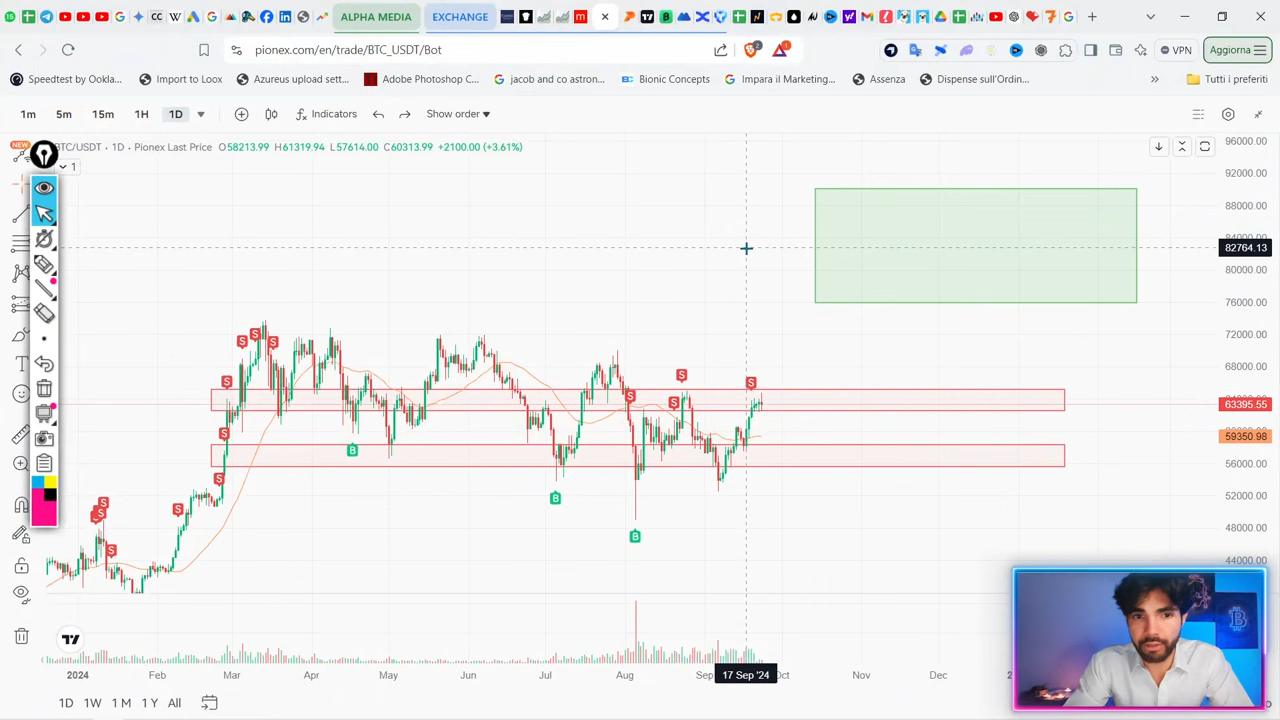 ALPHA MEDIA EXCHANGE
pionex.com/en/trade/BTC_USDT/Bot
2 1 VPN Aggiorna
Speedtest by Ookla... Import to Loox Azureus upload sett... Adobe Photoshop C... jacob and co astron... Bionic Concepts Impara il Marketing... Assenza Dispense sull'Ordin... » Tutti i preferiti
1m 5m 15m 1H 1D Indicators Show order
NEW BTC/USDT · 1D · Pionex Last Price O58213.99 H61319.94 L57614.00 C60313.99 +2100.00 (+3.61%)
1
96000.00
92000.00
88000.00
82764.13
80000.00
76000.00
72000.00
68000.00
63395.55
59350.98
56000.00
52000.00
48000.00
44000.00
S S S S S S S S S S S S S S S
B B B
2024 Feb Mar Apr May Jun Jul Aug Sep 17 Sep '24 Oct Nov Dec
1D 1W 1M 1Y All